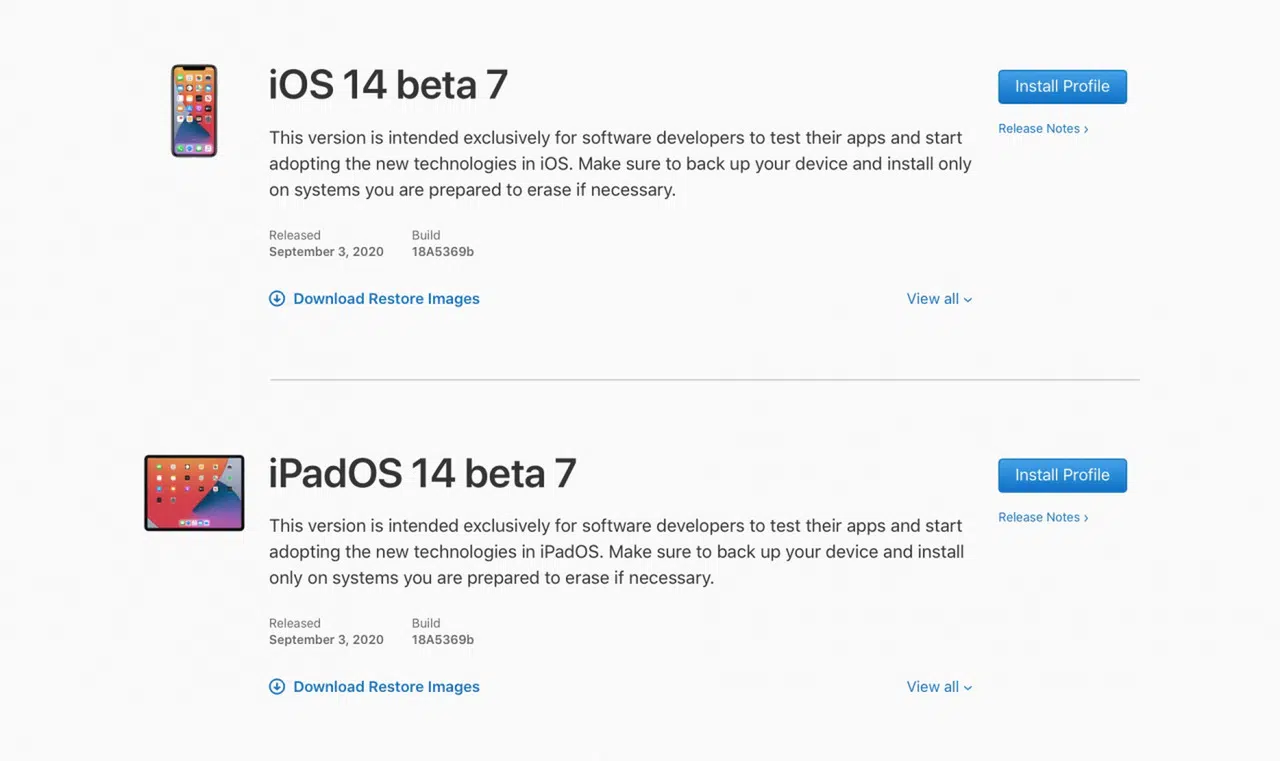 iOS 14 beta 7
Install Profile
This version is intended exclusively for software developers to test their apps and start
adopting the new technologies in iOS. Make sure to back up your device and install only
on systems you are prepared to erase if necessary.
Release Notes ›
Released
Build
September 3, 2020
18A5369b
Download Restore Images
View all
iPadOS 14 beta 7
Install Profile
This version is intended exclusively for software developers to test their apps and start
adopting the new technologies in iPadOS. Make sure to back up your device and install
only on systems you are prepared to erase if necessary.
Release Notes ›
Released
Build
September 3, 2020
18A5369b
Download Restore Images
View all